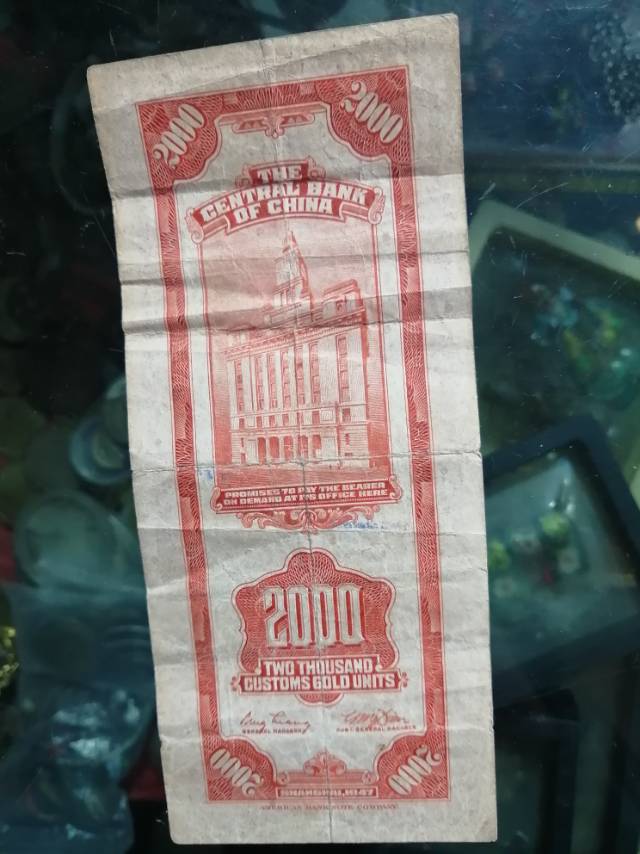 2000
2000
THE
CENTRAL BANK
OF CHINA
PROMISES TO PAY THE BEARER
ON DEMAND AT ITS OFFICE HERE
2000
TWO THOUSAND
CUSTOMS GOLD UNITS
GENERAL MANAGER
2000
2000
SHANGHAI, 1947
AMERICAN BANK NOTE COMPANY